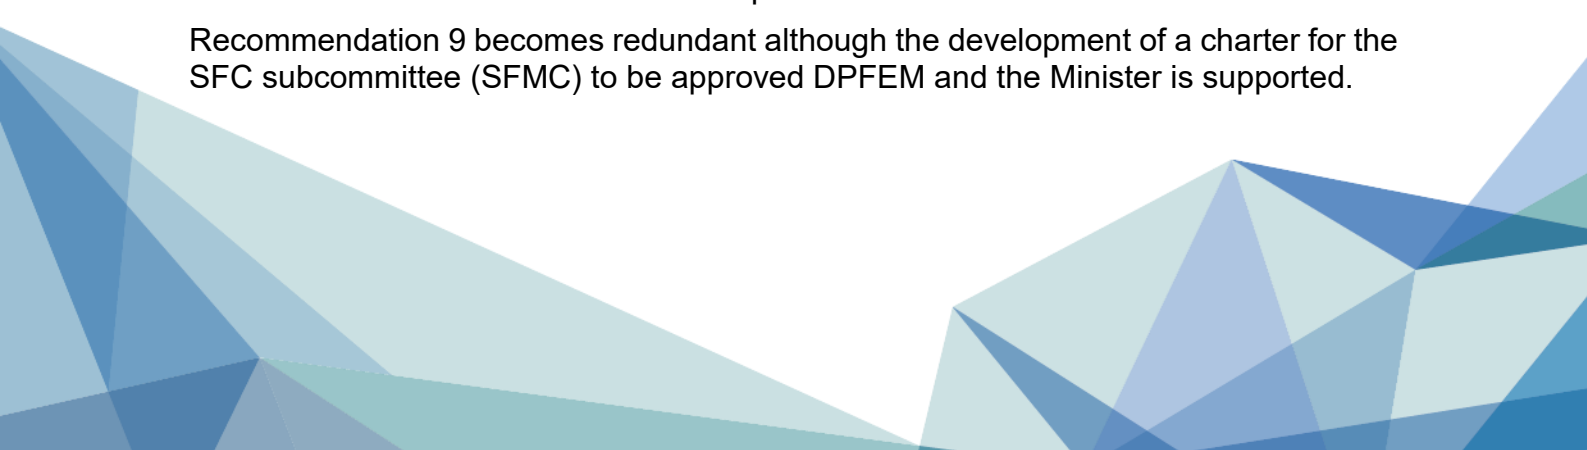 Recommendation 9 becomes redundant although the development of a charter for the
SFC subcommittee (SFMC) to be approved DPFEM and the Minister is supported.